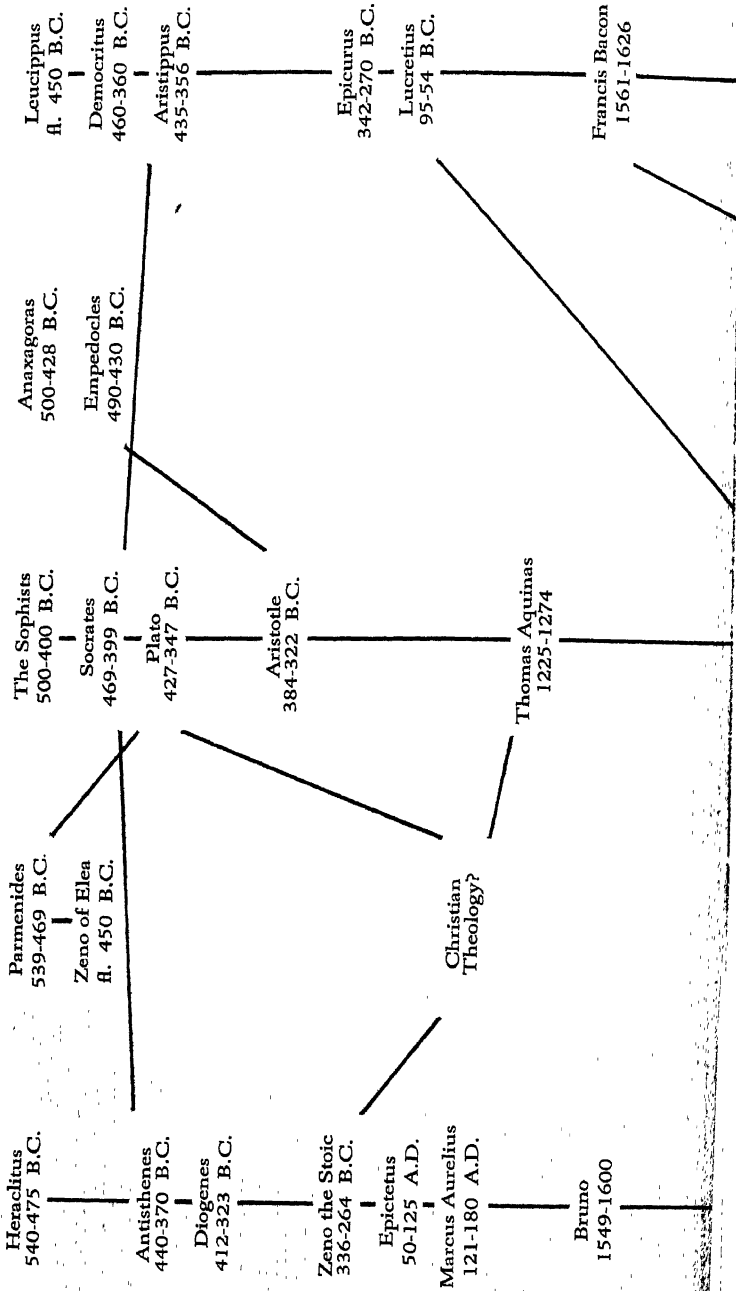 Heraclitus
540-475 B.C.
Antisthenes
440-370 B.C.
Diogenes
412-323 B.C.
Zeno the Stoic
336-264 B.C.
Epictetus
50-125 A.D.
Marcus Aurelius
121-180 A.D.
Bruno
1549-1600
Parmenides
539-469 B.C.
Zeno of Elea
fl. 450 B.C.
Christian
Theology?
The Sophists
500-400 B.C.
Socrates
469-399 B.C.
Plato
427-347 B.C.
Aristotle
384-322 B.C.
Thomas Aquinas
1225-1274
Anaxagoras
500-428 B.C.
Empedocles
490-430 B.C.
Leucippus
fl. 450 B.C.
Democritus
460-360 B.C.
Aristippus
435-356 B.C.
Epicurus
342-270 B.C.
Lucretius
95-54 B.C.
Francis Bacon
1561-1626